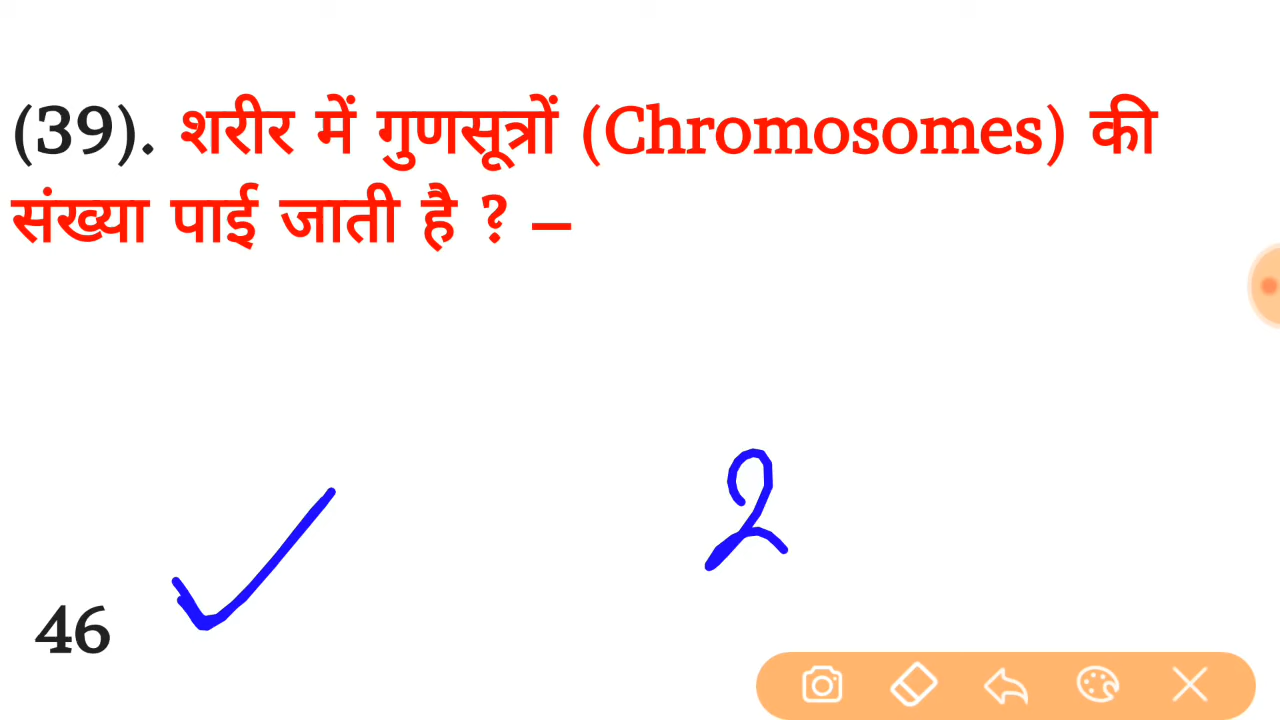 (39). शरीर में गुणसूत्रों (Chromosomes) की
संख्या पाई जाती है ? –
2
46